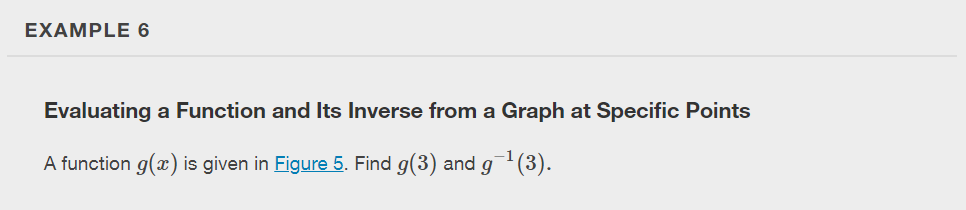 EXAMPLE 6
Evaluating a Function and Its Inverse from a Graph at Specific Points
A function g(x) is given in Figure 5. Find g(3) and g⁻¹(3).